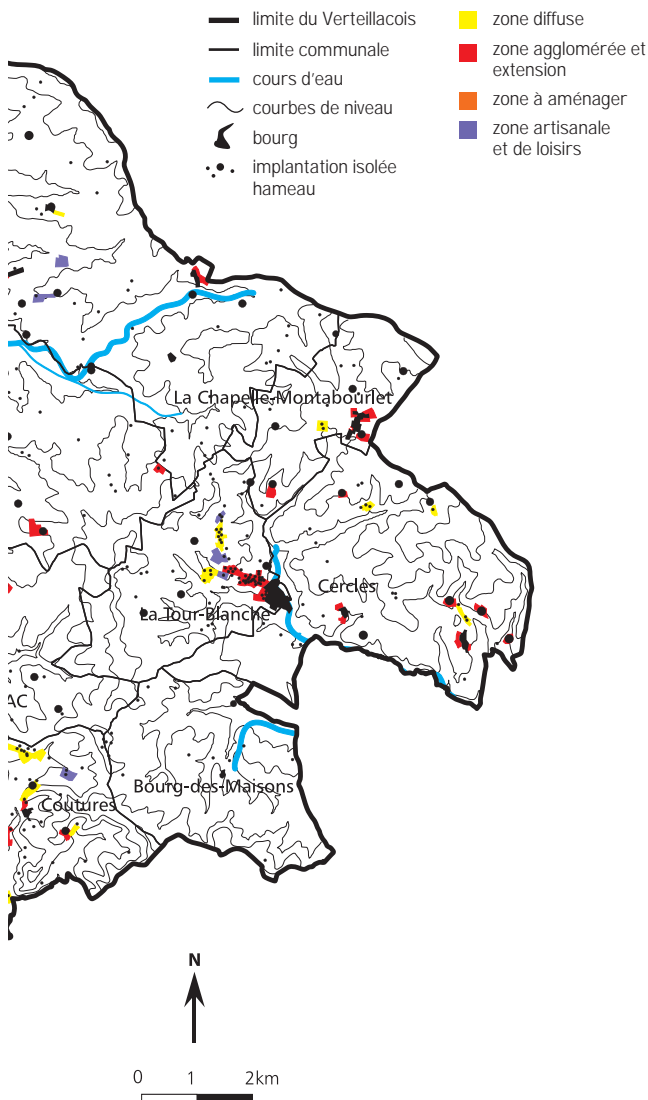 limite du Verteillacois
limite communale
cours d'eau
courbes de niveau
bourg
implantation isolée
hameau
zone diffuse
zone agglomérée et
extension
zone à aménager
zone artisanale
et de loisirs
La Chapelle-Montabourlet
Cercles
La Tour-Blanche
AC
Bourg-des-Maisons
Coutures
N
0 1 2km